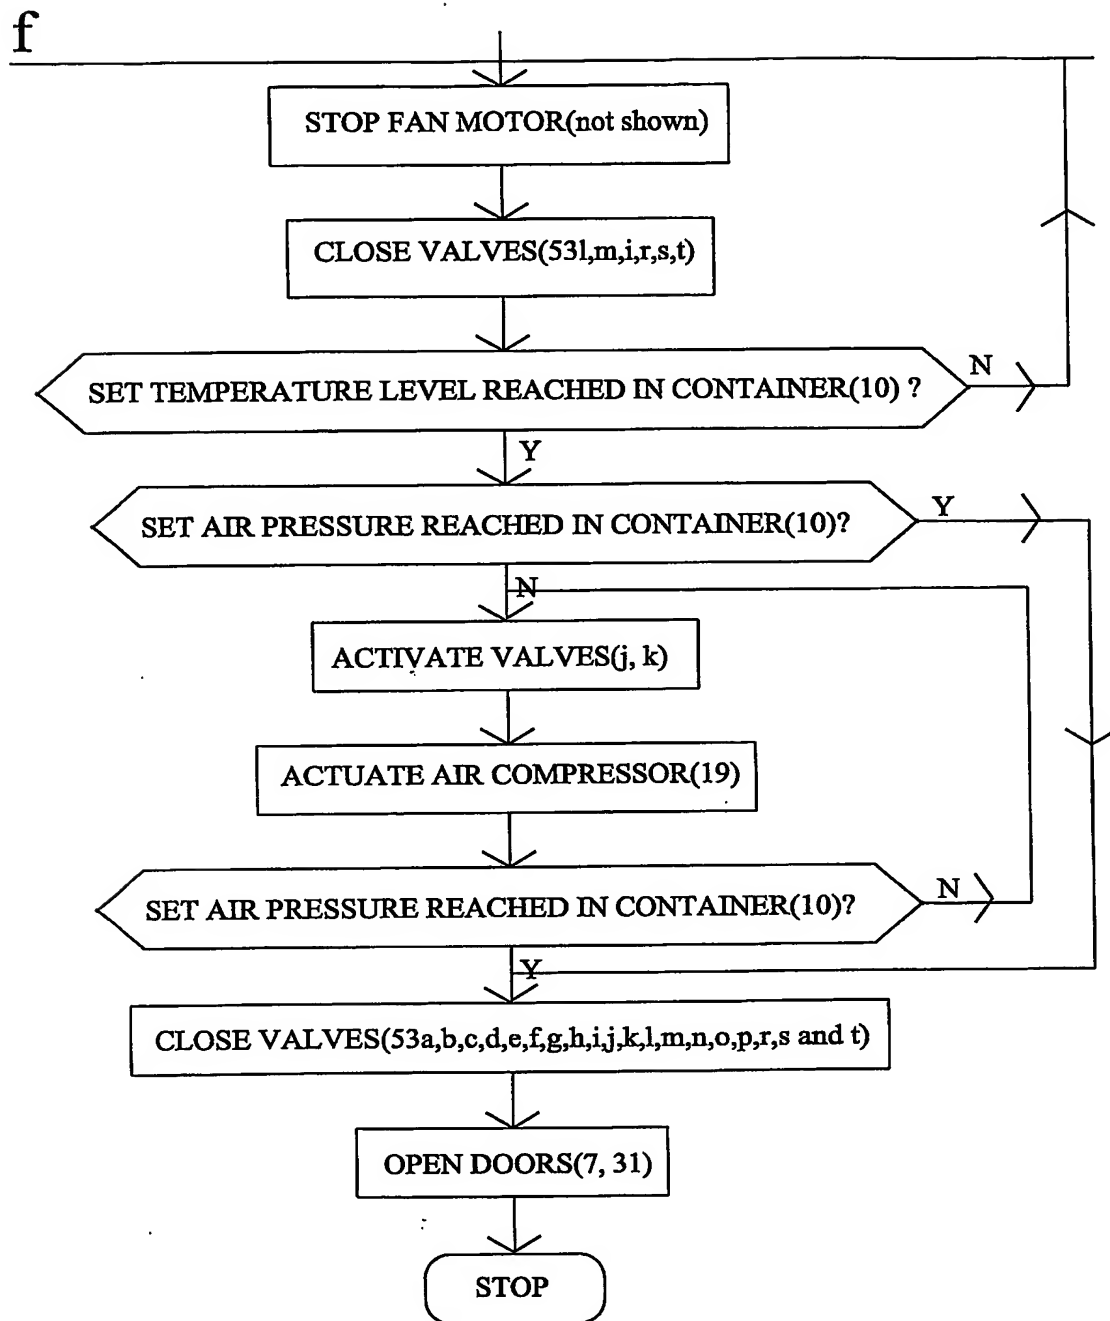 f
STOP FAN MOTOR(not shown)
CLOSE VALVES(53l,m,i,r,s,t)
SET TEMPERATURE LEVEL REACHED IN CONTAINER(10) ?
N
Y
SET AIR PRESSURE REACHED IN CONTAINER(10)?
Y
N
ACTIVATE VALVES(j, k)
ACTUATE AIR COMPRESSOR(19)
SET AIR PRESSURE REACHED IN CONTAINER(10)?
N
Y
CLOSE VALVES(53a,b,c,d,e,f,g,h,i,j,k,l,m,n,o,p,r,s and t)
OPEN DOORS(7, 31)
STOP